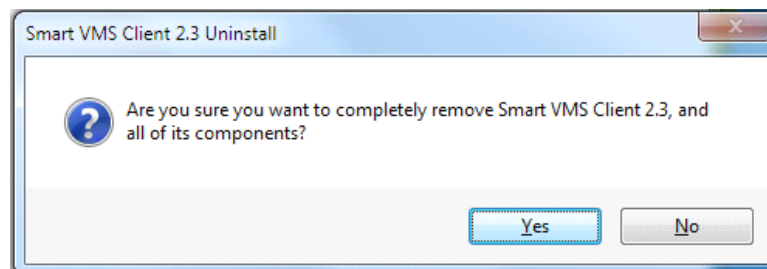 Smart VMS Client 2.3 Uninstall
Are you sure you want to completely remove Smart VMS Client 2.3, and
all of its components?
Yes
No